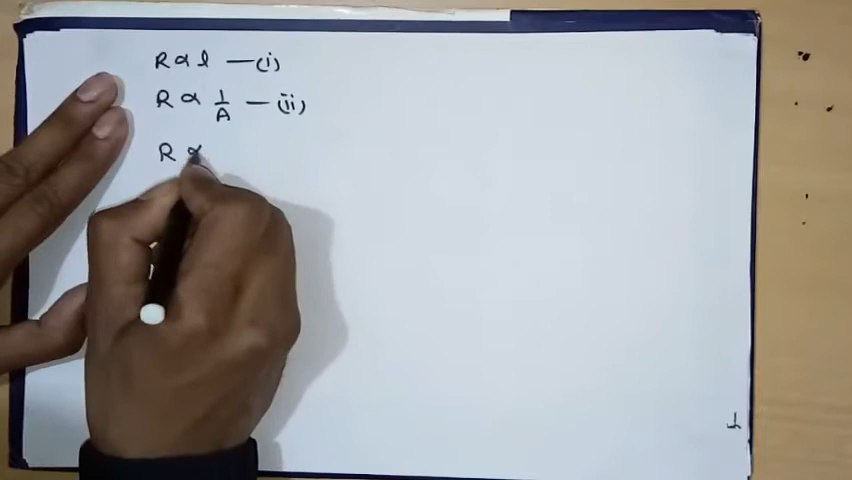 R ∝ l — (i)
R ∝ 1/A — (ii)
R ∝